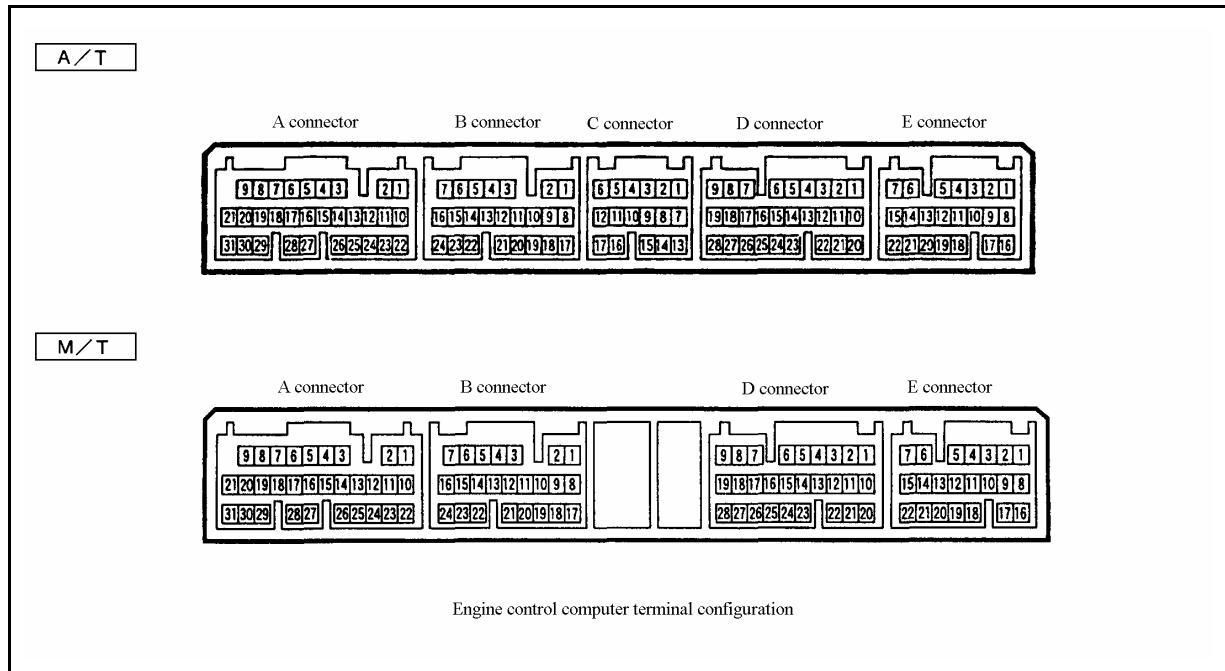 A/T
A connector B connector C connector D connector E connector
9 8 7 6 5 4 3 2 1 7 6 5 4 3 2 1 6 5 4 3 2 1 9 8 7 6 5 4 3 2 1 7 6 5 4 3 2 1
21 20 19 18 17 16 15 14 13 12 11 10 16 15 14 13 12 11 10 9 8 12 11 10 9 8 7 19 18 17 16 15 14 13 12 11 10 15 14 13 12 11 10 9 8
31 30 29 28 27 26 25 24 23 22 24 23 22 21 20 19 18 17 17 16 15 14 13 28 27 26 25 24 23 22 21 20 22 21 20 19 18 17 16
M/T
A connector B connector D connector E connector
9 8 7 6 5 4 3 2 1 7 6 5 4 3 2 1 9 8 7 6 5 4 3 2 1 7 6 5 4 3 2 1
21 20 19 18 17 16 15 14 13 12 11 10 16 15 14 13 12 11 10 9 8 19 18 17 16 15 14 13 12 11 10 15 14 13 12 11 10 9 8
31 30 29 28 27 26 25 24 23 22 24 23 22 21 20 19 18 17 28 27 26 25 24 23 22 21 20 22 21 20 19 18 17 16
Engine control computer terminal configuration